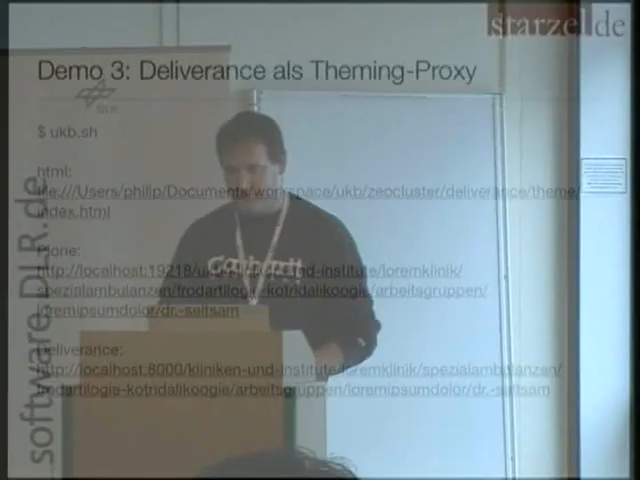 starzel.de
Demo 3: Deliverance als Theming-Proxy
DLR
$ ukb.sh
html:
file:///Users/philip/Documents/workspace/ukb/zeocluster/deliverance/theme/
index.html
Plone:
http://localhost:19218/ukb/kliniken-und-institute/loremklinik/
spezialambulanzen/frodartilogia-kotridalikoogie/arbeitsgruppen/
loremipsumdolor/dr.-seltsam
Carhartt
Deliverance:
http://localhost:8000/kliniken-und-institute/loremklinik/spezialambulanzen/
frodartilogia-kotridalikoogie/arbeitsgruppen/loremipsumdolor/dr.-seltsam
software.DLR.de